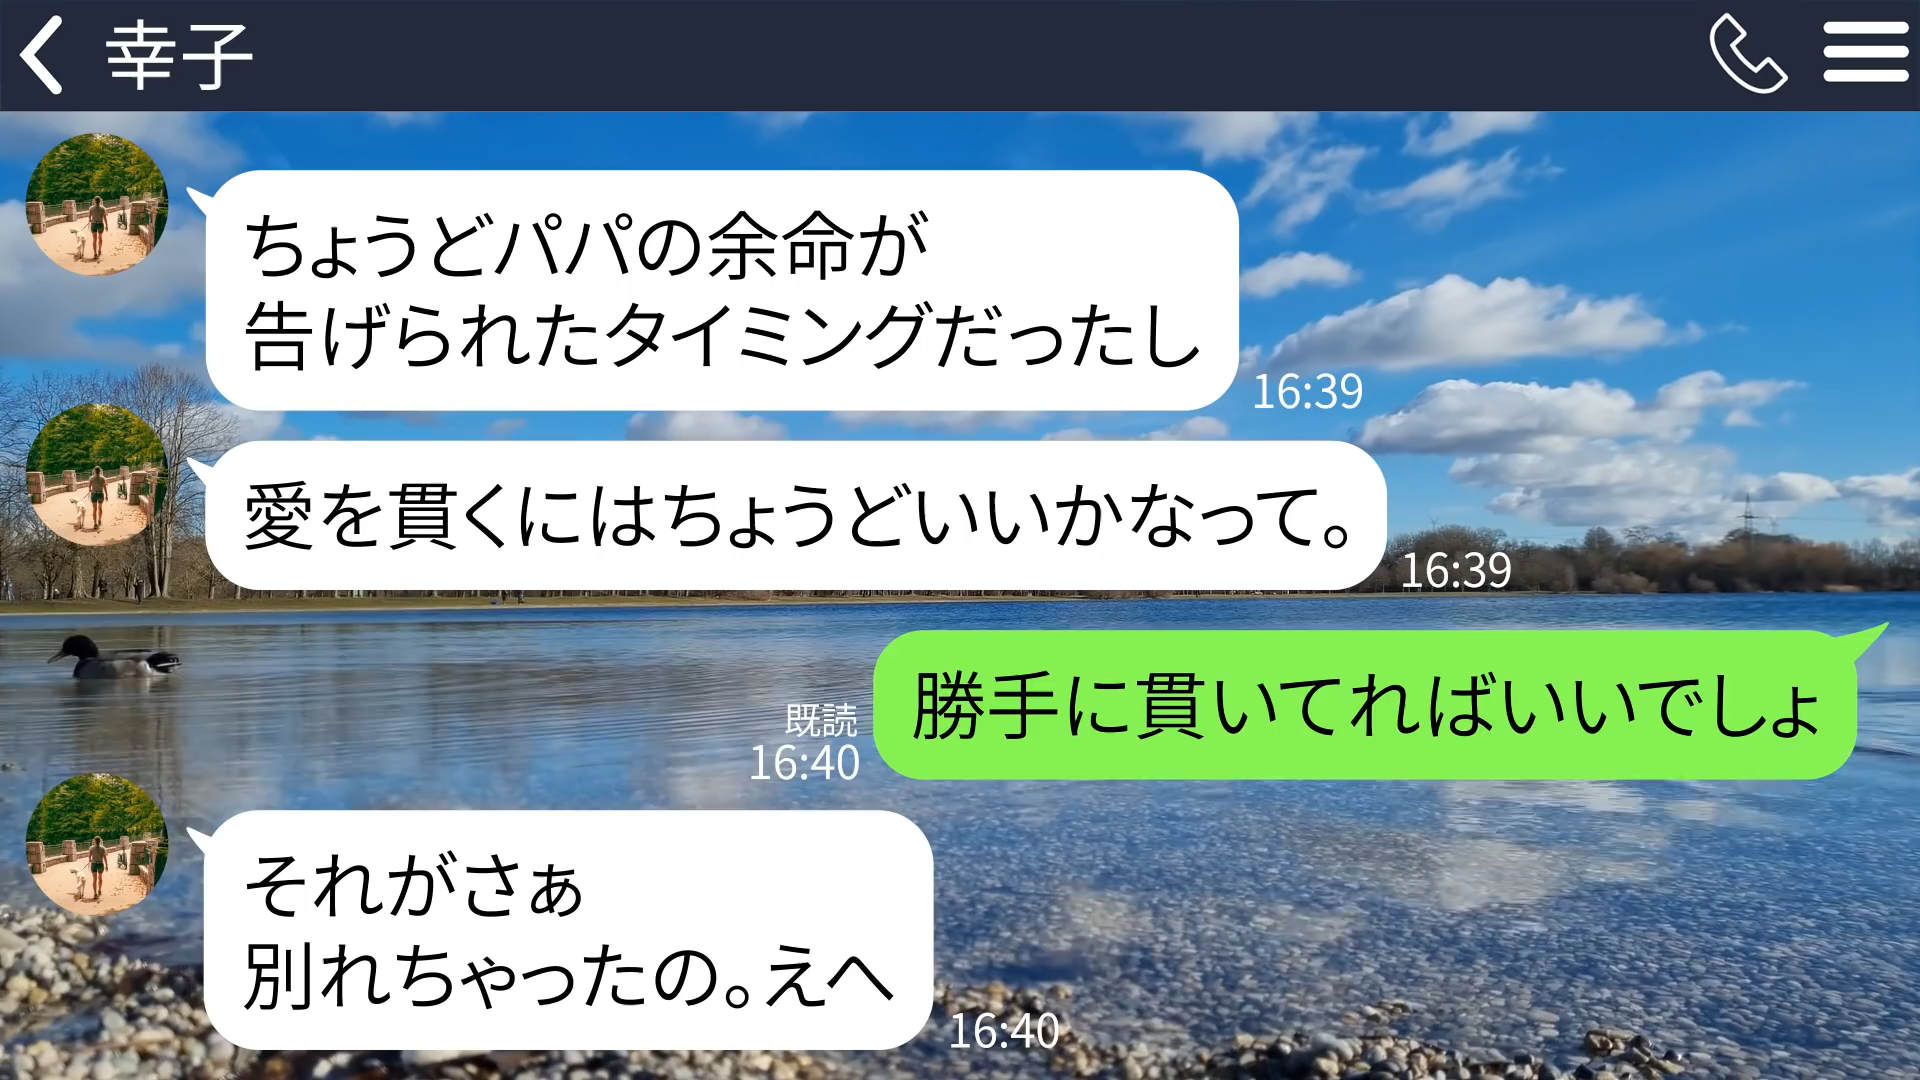 幸子
ちょうどパパの余命が
告げられたタイミングだったし
16:39
愛を貫くにはちょうどいいかなって。
16:39
勝手に貫いてればいいでしょ
既読
16:40
それがさぁ
別れちゃったの。えへ
16:40